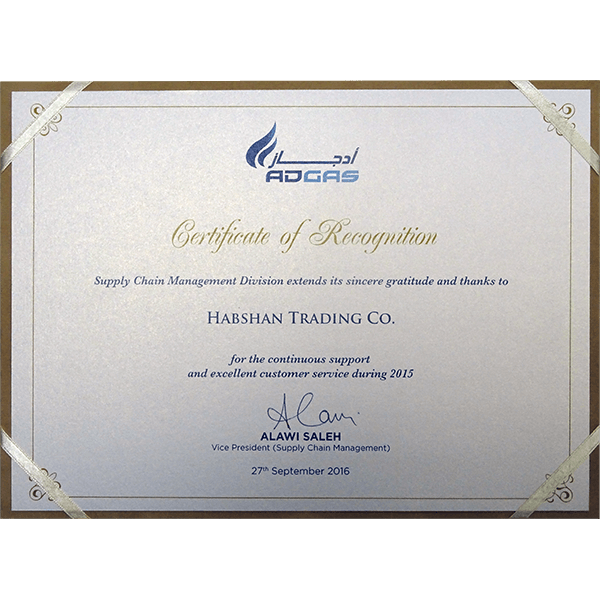 أدجاز
ADGAS
Certificate of Recognition
Supply Chain Management Division extends its sincere gratitude and thanks to
HABSHAN TRADING CO.
for the continuous support
and excellent customer service during 2015
Alawi
ALAWI SALEH
Vice President (Supply Chain Management)
27th September 2016